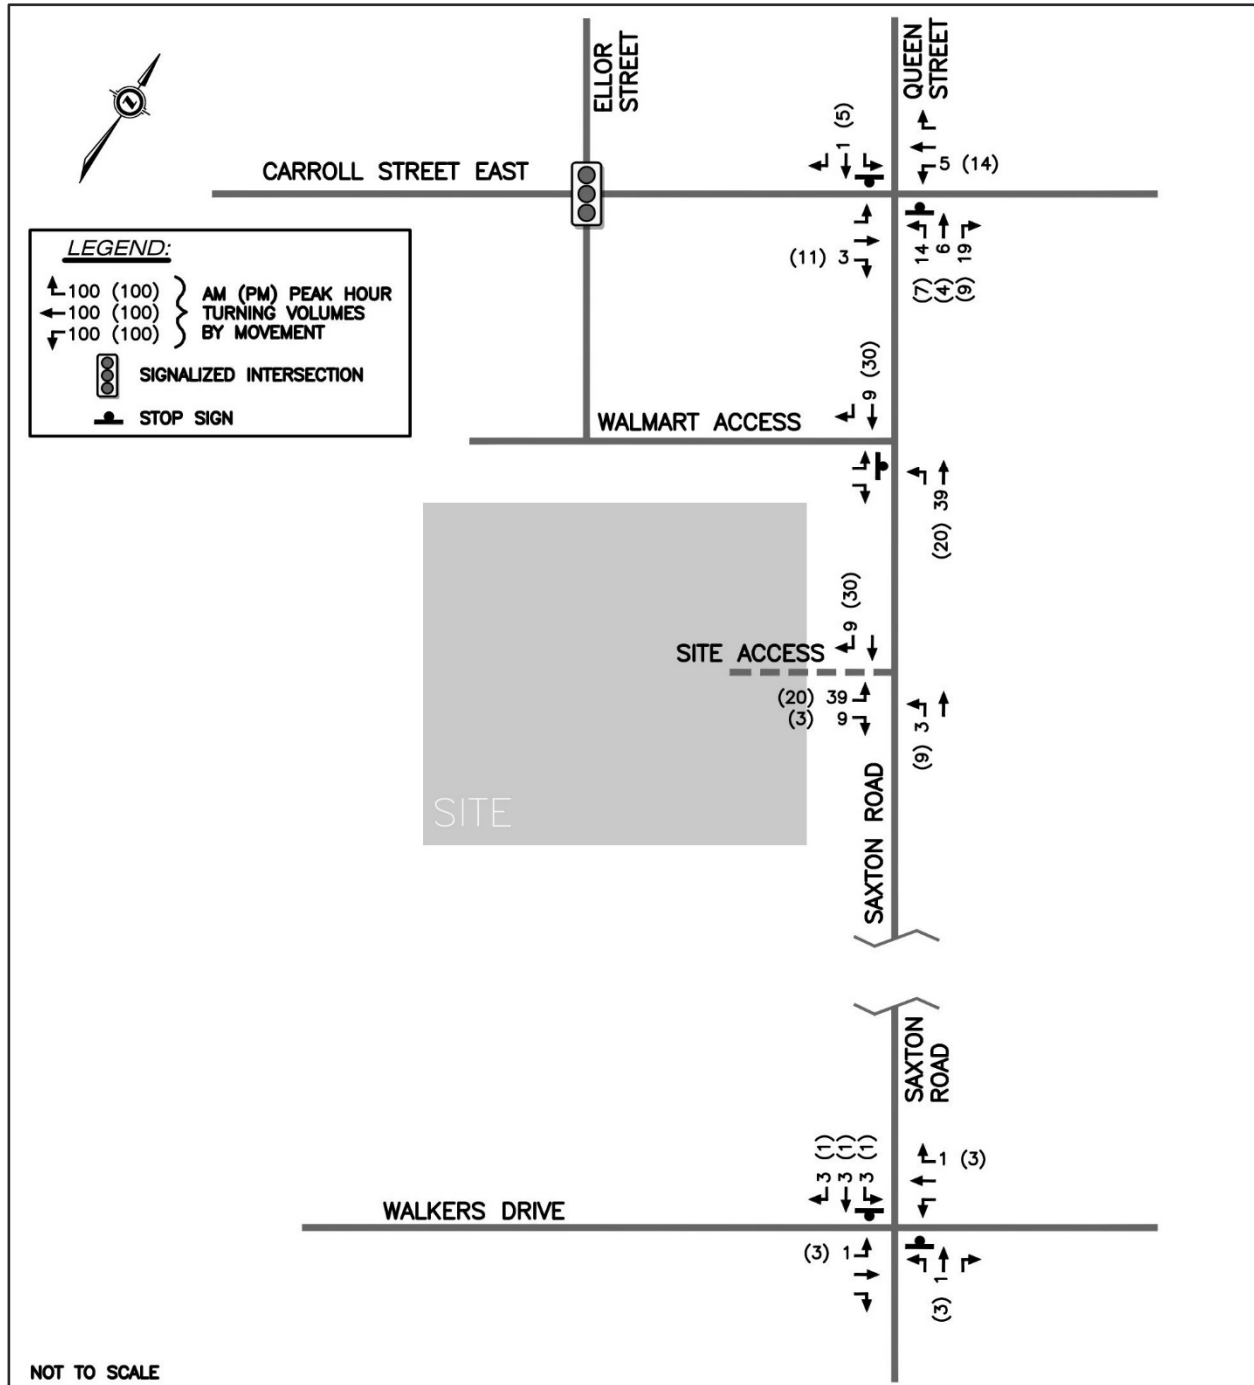 ELLOR
STREET
QUEEN
STREET
CARROLL STREET EAST
1 (5)
5 (14)
(11) 3
14 (7)
6 (4)
19 (9)
LEGEND:
100 (100)
100 (100)
100 (100)
AM (PM) PEAK HOUR
TURNING VOLUMES
BY MOVEMENT
SIGNALIZED INTERSECTION
STOP SIGN
WALMART ACCESS
9 (30)
(20) 39
SITE ACCESS
9 (30)
(20) 39
(3) 9
(9) 3
SITE
SAXTON ROAD
SAXTON
ROAD
WALKERS DRIVE
3 (1)
3 (1)
3 (1)
1 (3)
(3) 1
(3) 1
NOT TO SCALE